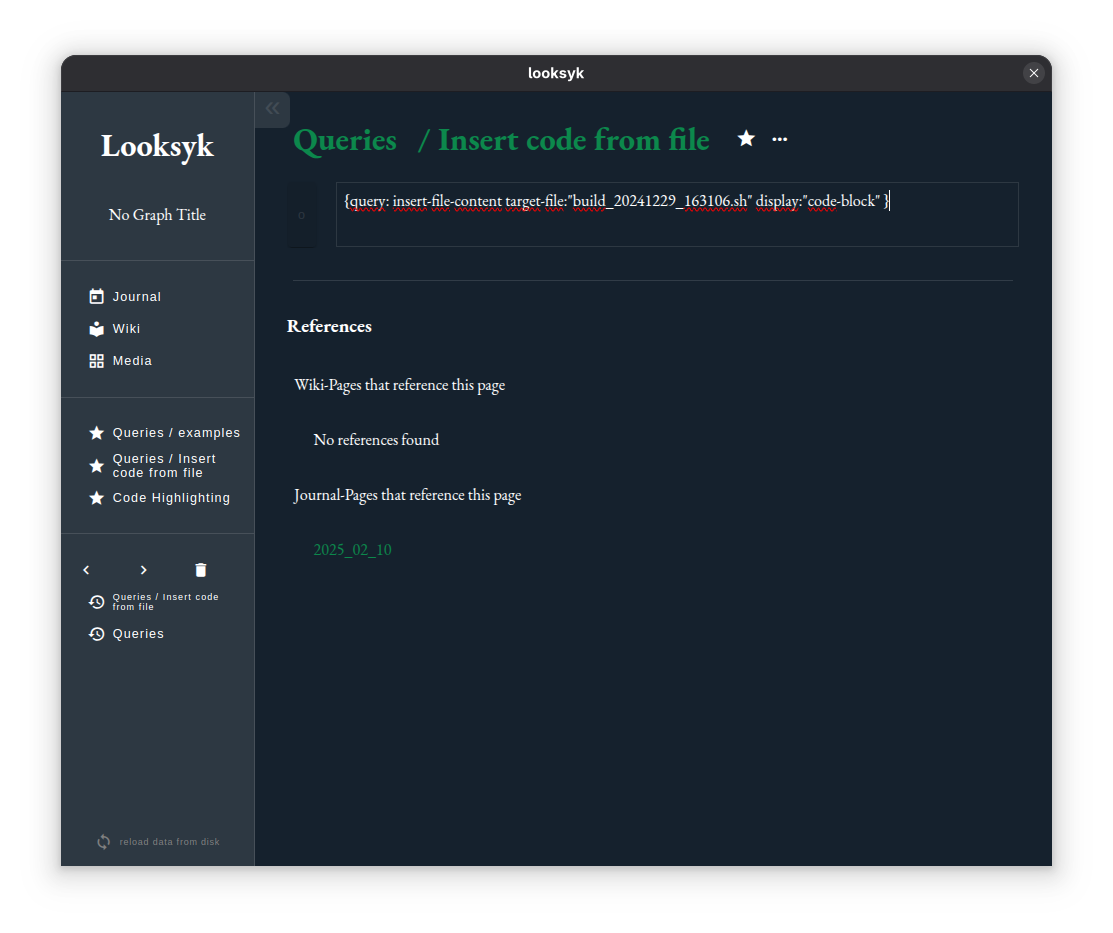 looksyk
Looksyk
No Graph Title
Journal
Wiki
Media
Queries / examples
Queries / Insert
code from file
Code Highlighting
Queries / Insert code
from file
Queries
reload data from disk
Queries / Insert code from file
{query: insert-file-content target-file:"build_20241229_163106.sh" display:"code-block" }
References
Wiki-Pages that reference this page
No references found
Journal-Pages that reference this page
2025_02_10